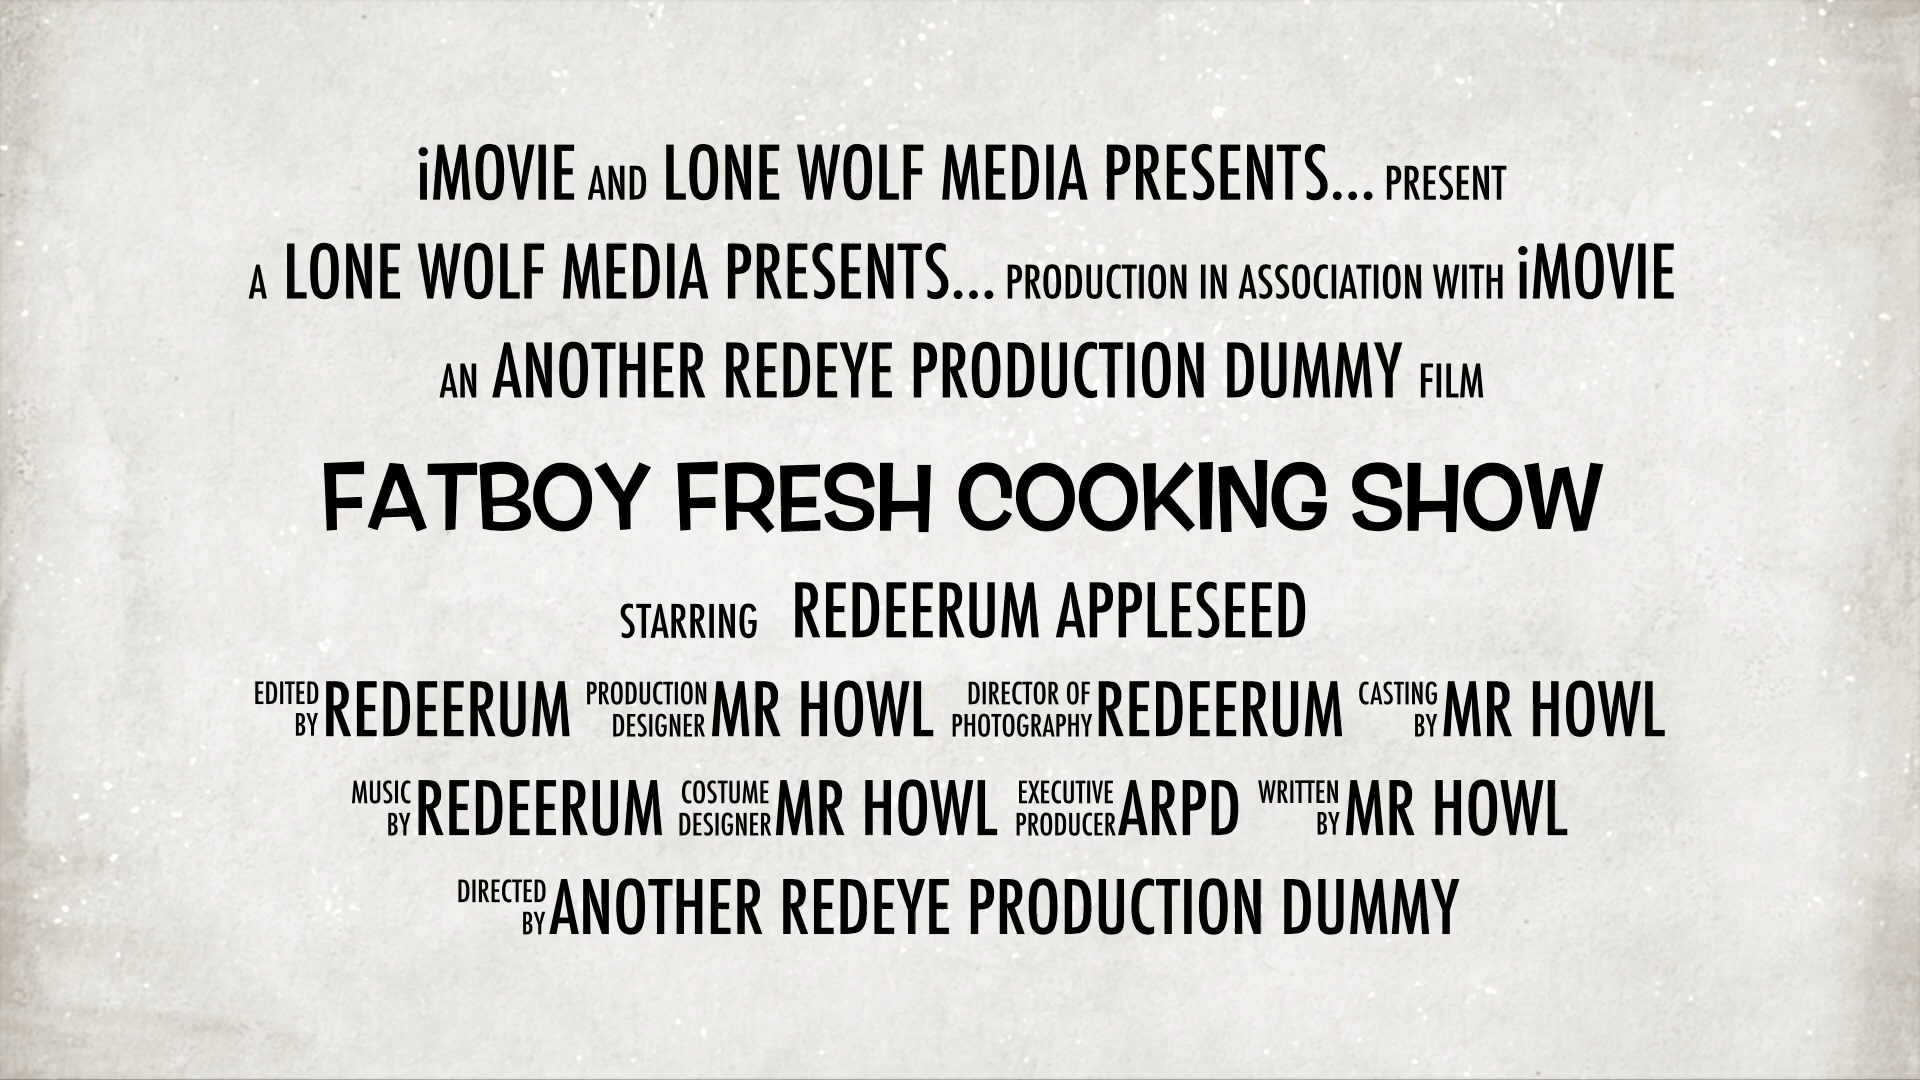 iMOVIE AND LONE WOLF MEDIA PRESENTS... PRESENT
A LONE WOLF MEDIA PRESENTS... PRODUCTION IN ASSOCIATION WITH iMOVIE
AN ANOTHER REDEYE PRODUCTION DUMMY FILM
FATBOY FRESH COOKING SHOW
STARRING REDEERUM APPLESEED
EDITED BY REDEERUM PRODUCTION DESIGNER MR HOWL DIRECTOR OF PHOTOGRAPHY REDEERUM CASTING BY MR HOWL
MUSIC BY REDEERUM COSTUME DESIGNER MR HOWL EXECUTIVE PRODUCER ARPD WRITTEN BY MR HOWL
DIRECTED BY ANOTHER REDEYE PRODUCTION DUMMY